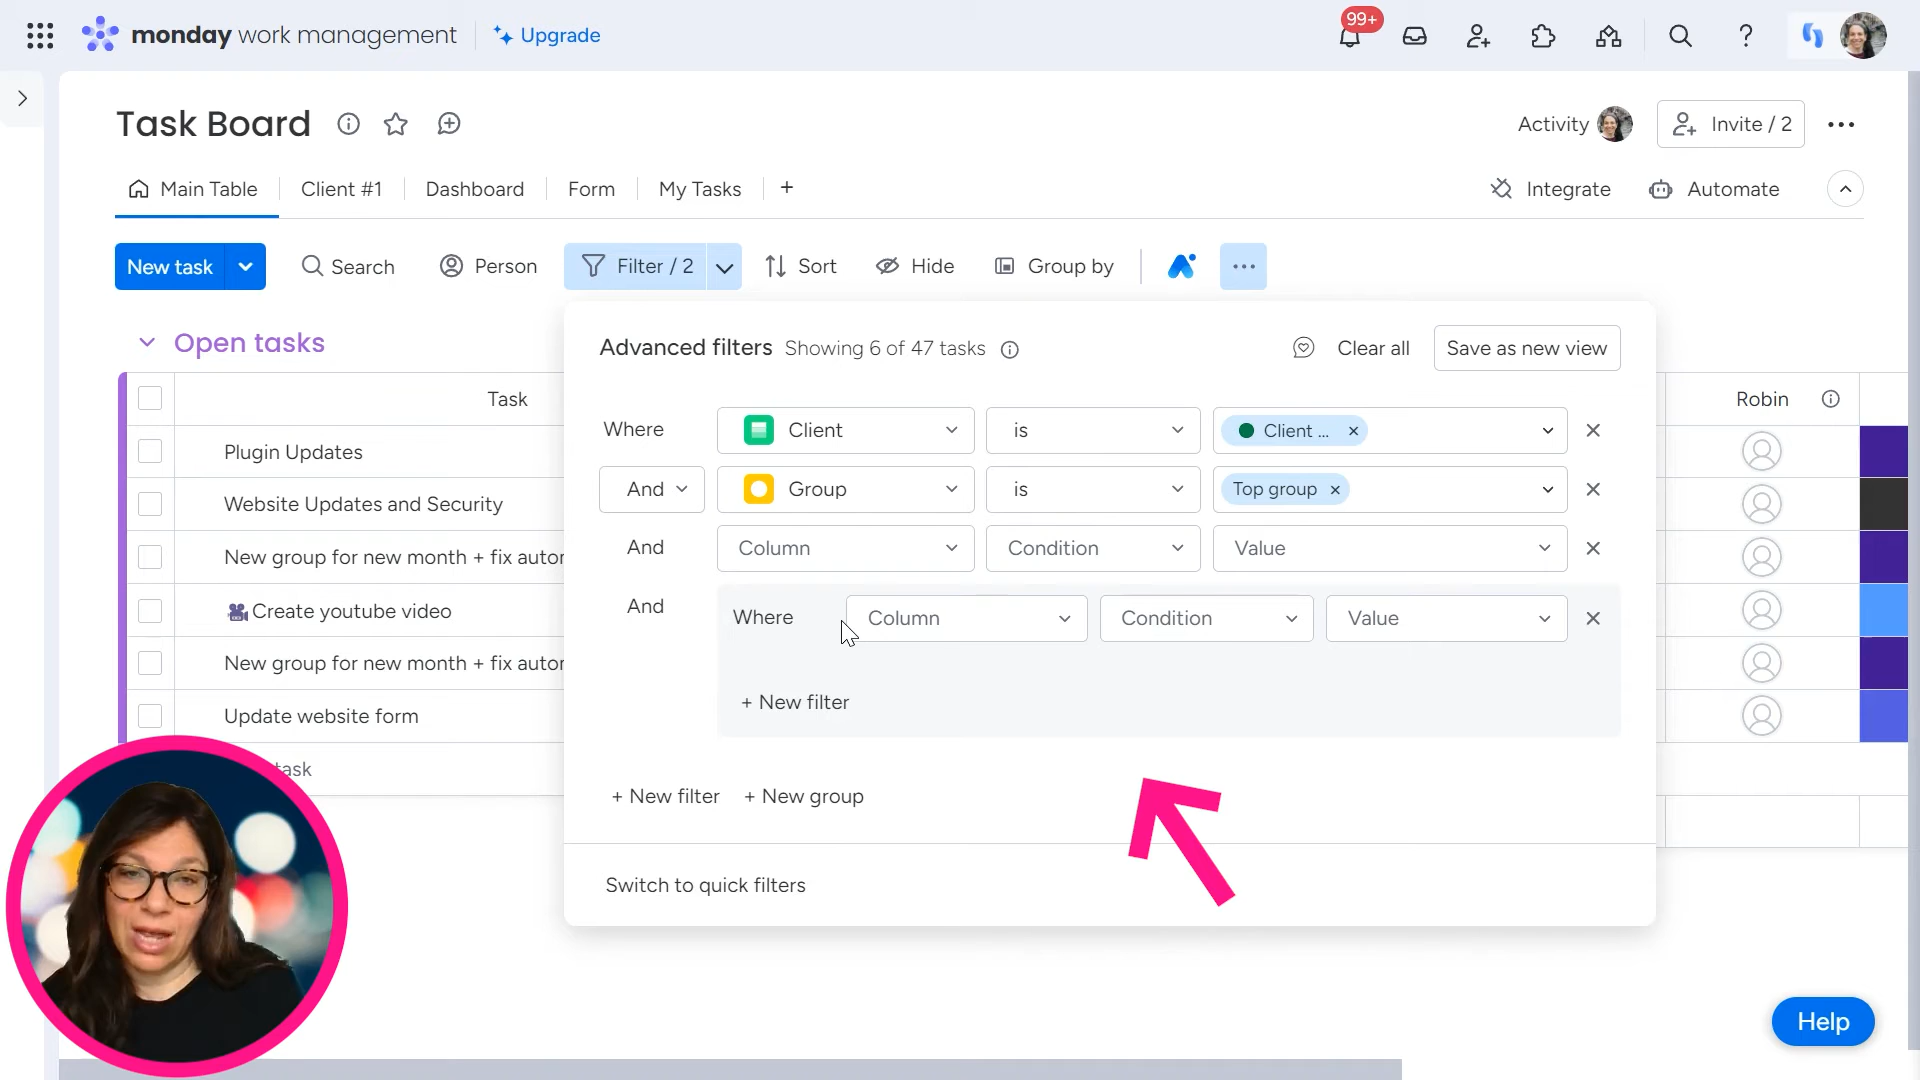 monday work management
Upgrade
99+
Task Board
Activity
Invite / 2
Main Table
Client #1
Dashboard
Form
My Tasks
+
Integrate
Automate
New task
Search
Person
Filter / 2
Sort
Hide
Group by
Open tasks
Advanced filters
Showing 6 of 47 tasks
Clear all
Save as new view
Task
Robin
Where
Client
is
Client ...
And
Group
is
Top group
And
Column
Condition
Value
And
Where
Column
Condition
Value
+ New filter
+ New filter
+ New group
Switch to quick filters
Plugin Updates
Website Updates and Security
New group for new month + fix autor
Create youtube video
New group for new month + fix autor
Update website form
task
Help